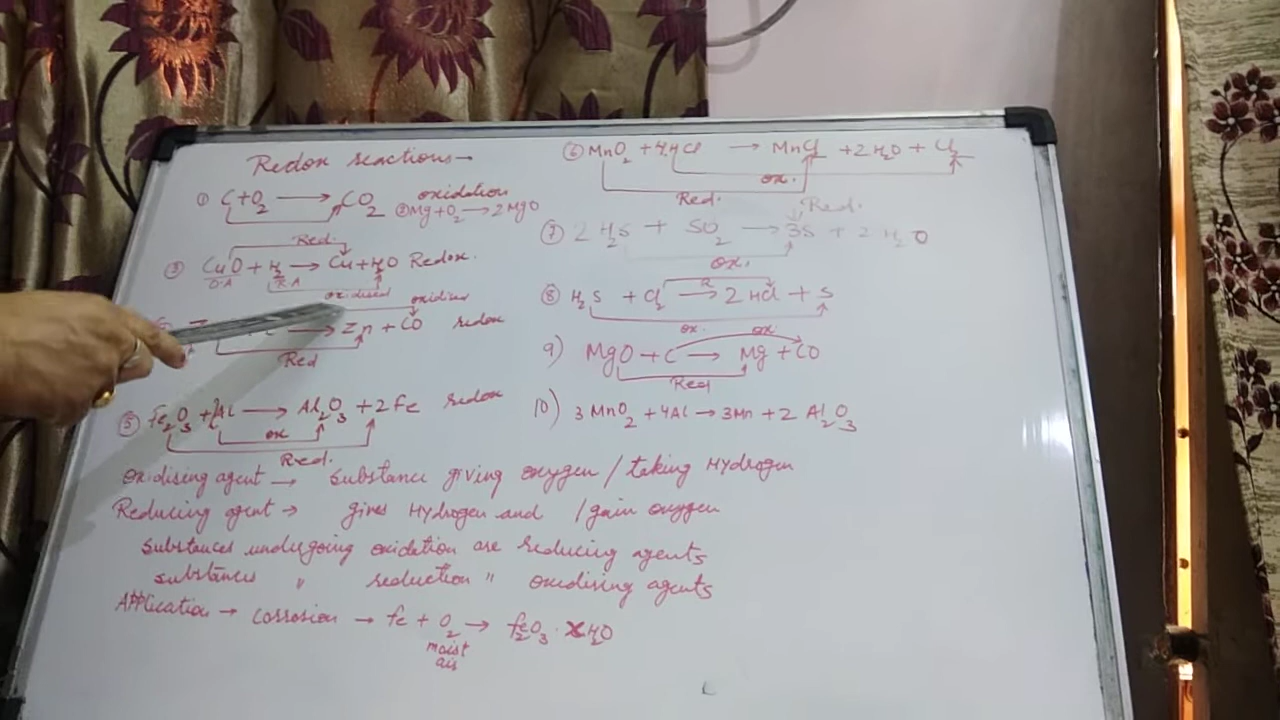 Redox reactions—
① C+O₂ → CO₂ oxidation
② Mg+O₂ → 2MgO
Red.
③ CuO + H₂ → Cu+H₂O Redox.
O.A R.A
oxidised
oxidised
→ Zn + CO redox
Red
⑤ Fe₂O₃ + 2Al → Al₂O₃ + 2Fe redox
ox
Red.
Oxidising agent → substance giving oxygen / taking Hydrogen
Reducing agent → gives Hydrogen and / gain oxygen
substances undergoing oxidation are reducing agents
substances " reduction " oxidising agents
Application → corrosion → Fe + O₂ → Fe₂O₃. xH₂O
moist
air
⑥ MnO₂ + 4HCl → MnCl₂ + 2H₂O + Cl₂
ox.
Red.
Red.
⑦ 2H₂S + SO₂ → 3S + 2H₂O
ox.
R
⑧ H₂S + Cl₂ → 2HCl + S
ox. ox.
9) MgO + C → Mg + CO
Red
10) 3MnO₂ + 4Al → 3Mn + 2Al₂O₃